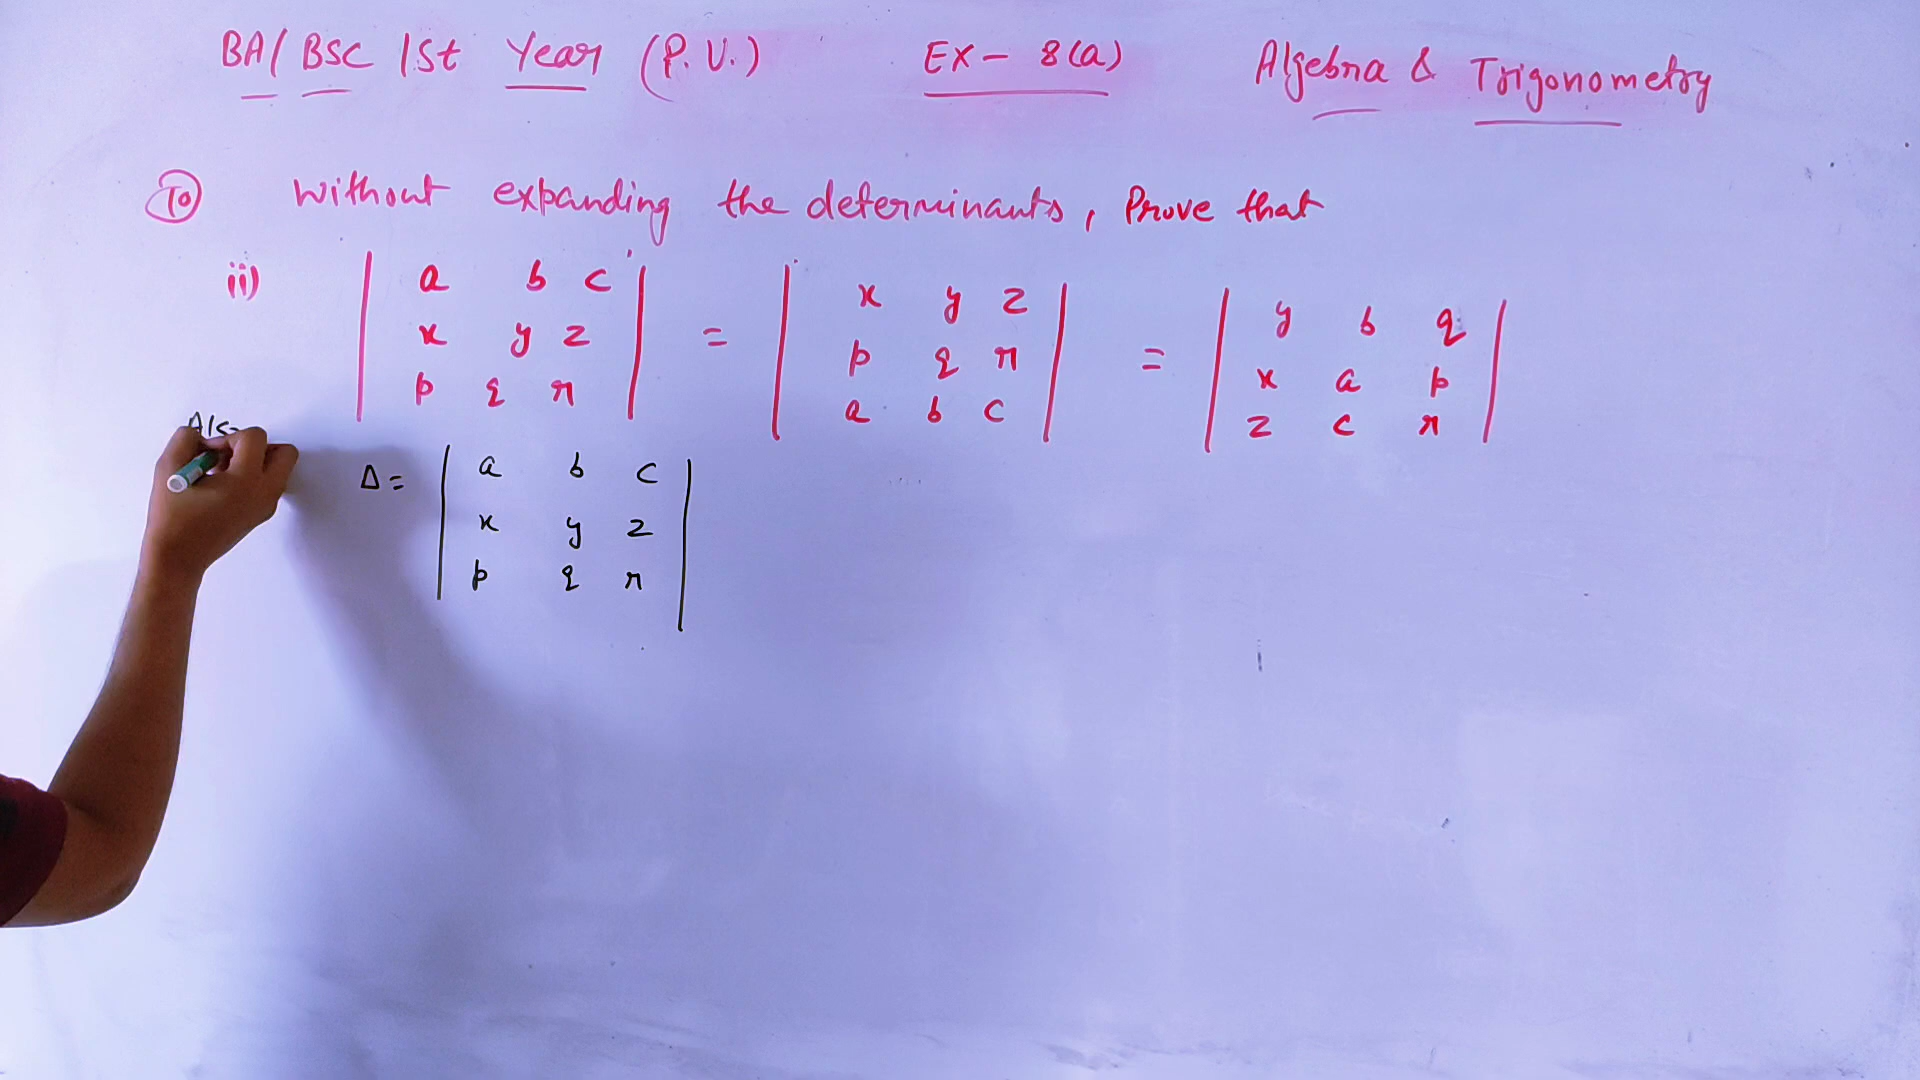 BA/ BSC 1St Year (P.U.) EX- 8(a) Algebra & Trigonometry
10 Without expanding the determinants, Prove that
ii) | a b c | = | x y z | = | y b q |
| x y z | | p q r | | x a p |
| p q r | | a b c | | z c r |
Δ = | a b c |
| x y z |
| p q r |